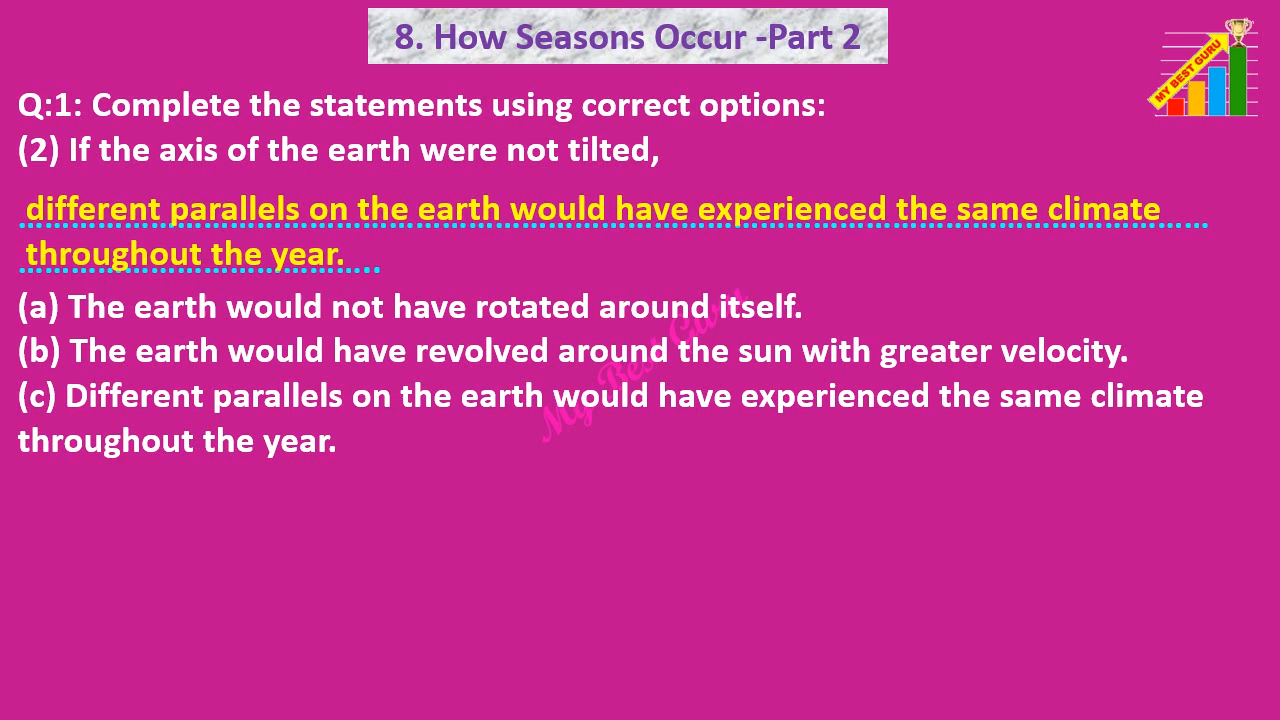 8. How Seasons Occur -Part 2
MY BEST GURU
Q:1: Complete the statements using correct options:
(2) If the axis of the earth were not tilted,
different parallels on the earth would have experienced the same climate
throughout the year.
(a) The earth would not have rotated around itself.
(b) The earth would have revolved around the sun with greater velocity.
(c) Different parallels on the earth would have experienced the same climate
throughout the year.
My Best Guru